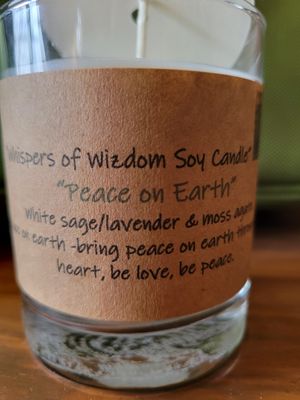 Whispers of Wizdom Soy Candle"
"Peace on Earth"
White sage/lavender & moss agate
on earth -bring peace on earth
heart, be love, be peace.